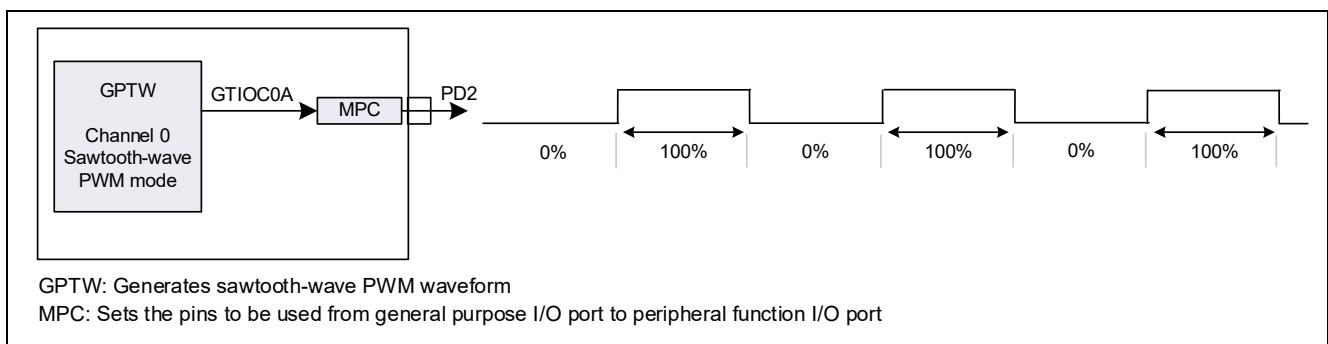 GPTW
Channel 0
Sawtooth-wave
PWM mode
GTIOC0A
MPC
PD2
0%
100%
0%
100%
0%
100%
GPTW: Generates sawtooth-wave PWM waveform
MPC: Sets the pins to be used from general purpose I/O port to peripheral function I/O port